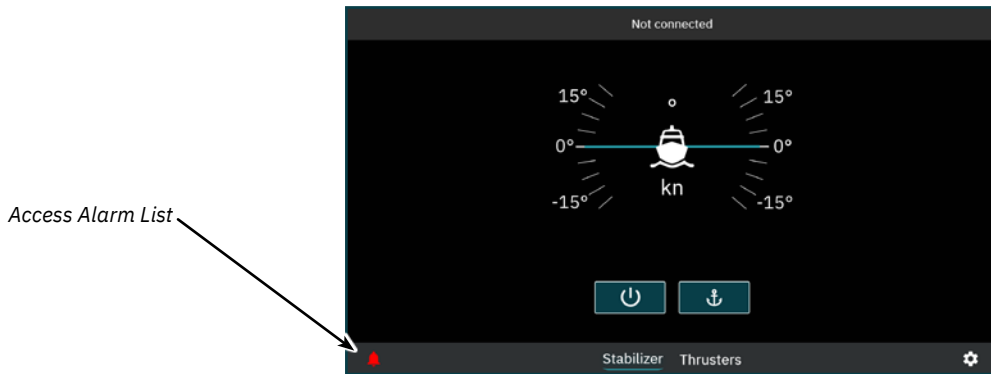 Not connected
15° ° 15°
0° 0°
kn
-15° -15°
Access Alarm List
Stabilizer Thrusters